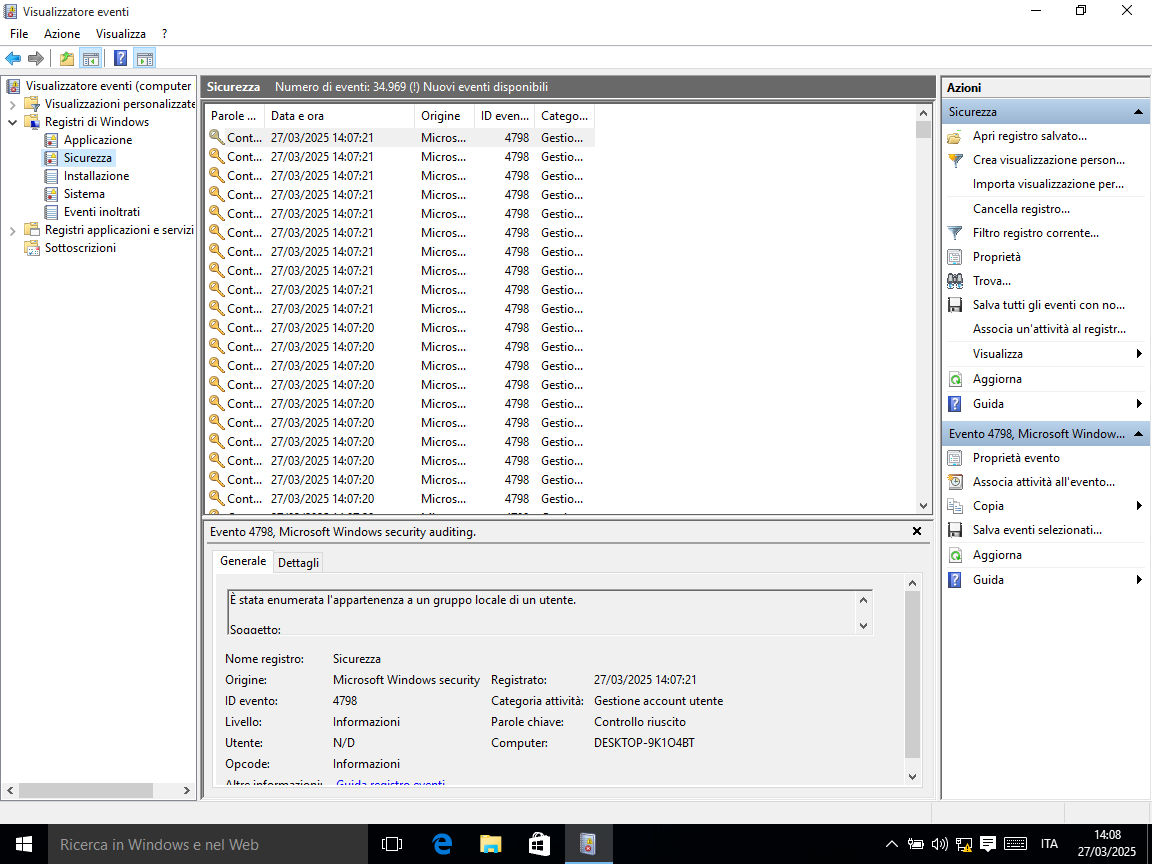 Visualizzatore eventi
File Azione Visualizza ?
Visualizzatore eventi (computer
Visualizzazioni personalizzate
Registri di Windows
Applicazione
Sicurezza
Installazione
Sistema
Eventi inoltrati
Registri applicazioni e servizi
Sottoscrizioni
Sicurezza Numero di eventi: 34.969 (!) Nuovi eventi disponibili
Parole ... Data e ora Origine ID even... Catego...
Cont... 27/03/2025 14:07:21 Micros... 4798 Gestio...
Cont... 27/03/2025 14:07:21 Micros... 4798 Gestio...
Cont... 27/03/2025 14:07:21 Micros... 4798 Gestio...
Cont... 27/03/2025 14:07:21 Micros... 4798 Gestio...
Cont... 27/03/2025 14:07:21 Micros... 4798 Gestio...
Cont... 27/03/2025 14:07:21 Micros... 4798 Gestio...
Cont... 27/03/2025 14:07:21 Micros... 4798 Gestio...
Cont... 27/03/2025 14:07:21 Micros... 4798 Gestio...
Cont... 27/03/2025 14:07:21 Micros... 4798 Gestio...
Cont... 27/03/2025 14:07:21 Micros... 4798 Gestio...
Cont... 27/03/2025 14:07:20 Micros... 4798 Gestio...
Cont... 27/03/2025 14:07:20 Micros... 4798 Gestio...
Cont... 27/03/2025 14:07:20 Micros... 4798 Gestio...
Cont... 27/03/2025 14:07:20 Micros... 4798 Gestio...
Cont... 27/03/2025 14:07:20 Micros... 4798 Gestio...
Cont... 27/03/2025 14:07:20 Micros... 4798 Gestio...
Cont... 27/03/2025 14:07:20 Micros... 4798 Gestio...
Cont... 27/03/2025 14:07:20 Micros... 4798 Gestio...
Cont... 27/03/2025 14:07:20 Micros... 4798 Gestio...
Cont... 27/03/2025 14:07:20 Micros... 4798 Gestio...
Evento 4798, Microsoft Windows security auditing.
Generale Dettagli
È stata enumerata l'appartenenza a un gruppo locale di un utente.
Soggetto:
Nome registro: Sicurezza
Origine: Microsoft Windows security Registrato: 27/03/2025 14:07:21
ID evento: 4798 Categoria attività: Gestione account utente
Livello: Informazioni Parole chiave: Controllo riuscito
Utente: N/D Computer: DESKTOP-9K1O4BT
Opcode: Informazioni
Altre informazioni: Guida registro eventi
Azioni
Sicurezza
Apri registro salvato...
Crea visualizzazione person...
Importa visualizzazione per...
Cancella registro...
Filtro registro corrente...
Proprietà
Trova...
Salva tutti gli eventi con no...
Associa un'attività al registr...
Visualizza
Aggiorna
Guida
Evento 4798, Microsoft Window...
Proprietà evento
Associa attività all'evento...
Copia
Salva eventi selezionati...
Aggiorna
Guida
Ricerca in Windows e nel Web
ITA
14:08
27/03/2025